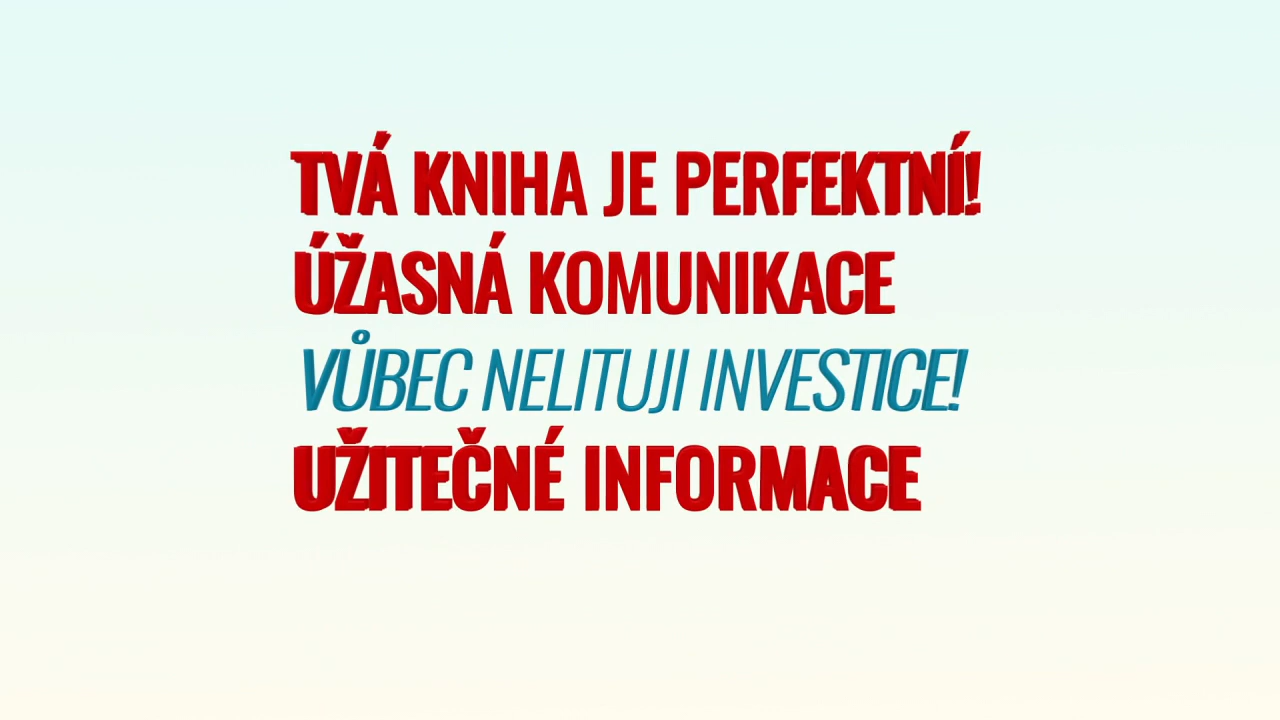 TVÁ KNIHA JE PERFEKTNÍ!
ÚŽASNÁ KOMUNIKACE
VŮBEC NELITUJI INVESTICE!
UŽITEČNÉ INFORMACE